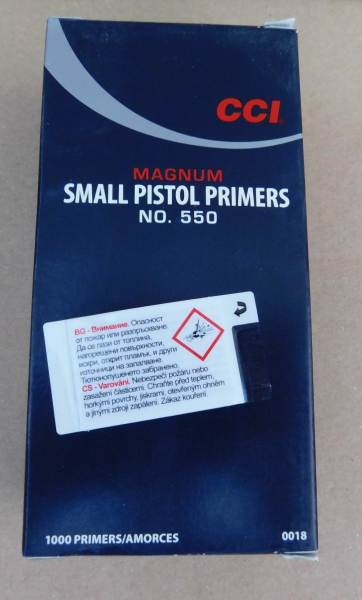 CCI
MAGNUM
SMALL PISTOL PRIMERS
NO. 550
BG - Внимание. Опасност
от пожар или разпръскване.
Да се пази от топлина,
нагорещени повърхности,
искри, открит пламък, и други
източници на запалване.
Тютюнопушенето забранено.
CS - Varování. Nebezpečí požáru nebo
zasažení částicemi. Chraňte před teplem,
horkými povrchy, jiskrami, otevřeným ohněm
a jinými zdroji zapálení. Zákaz kouření.
1000 PRIMERS/AMORCES
0018